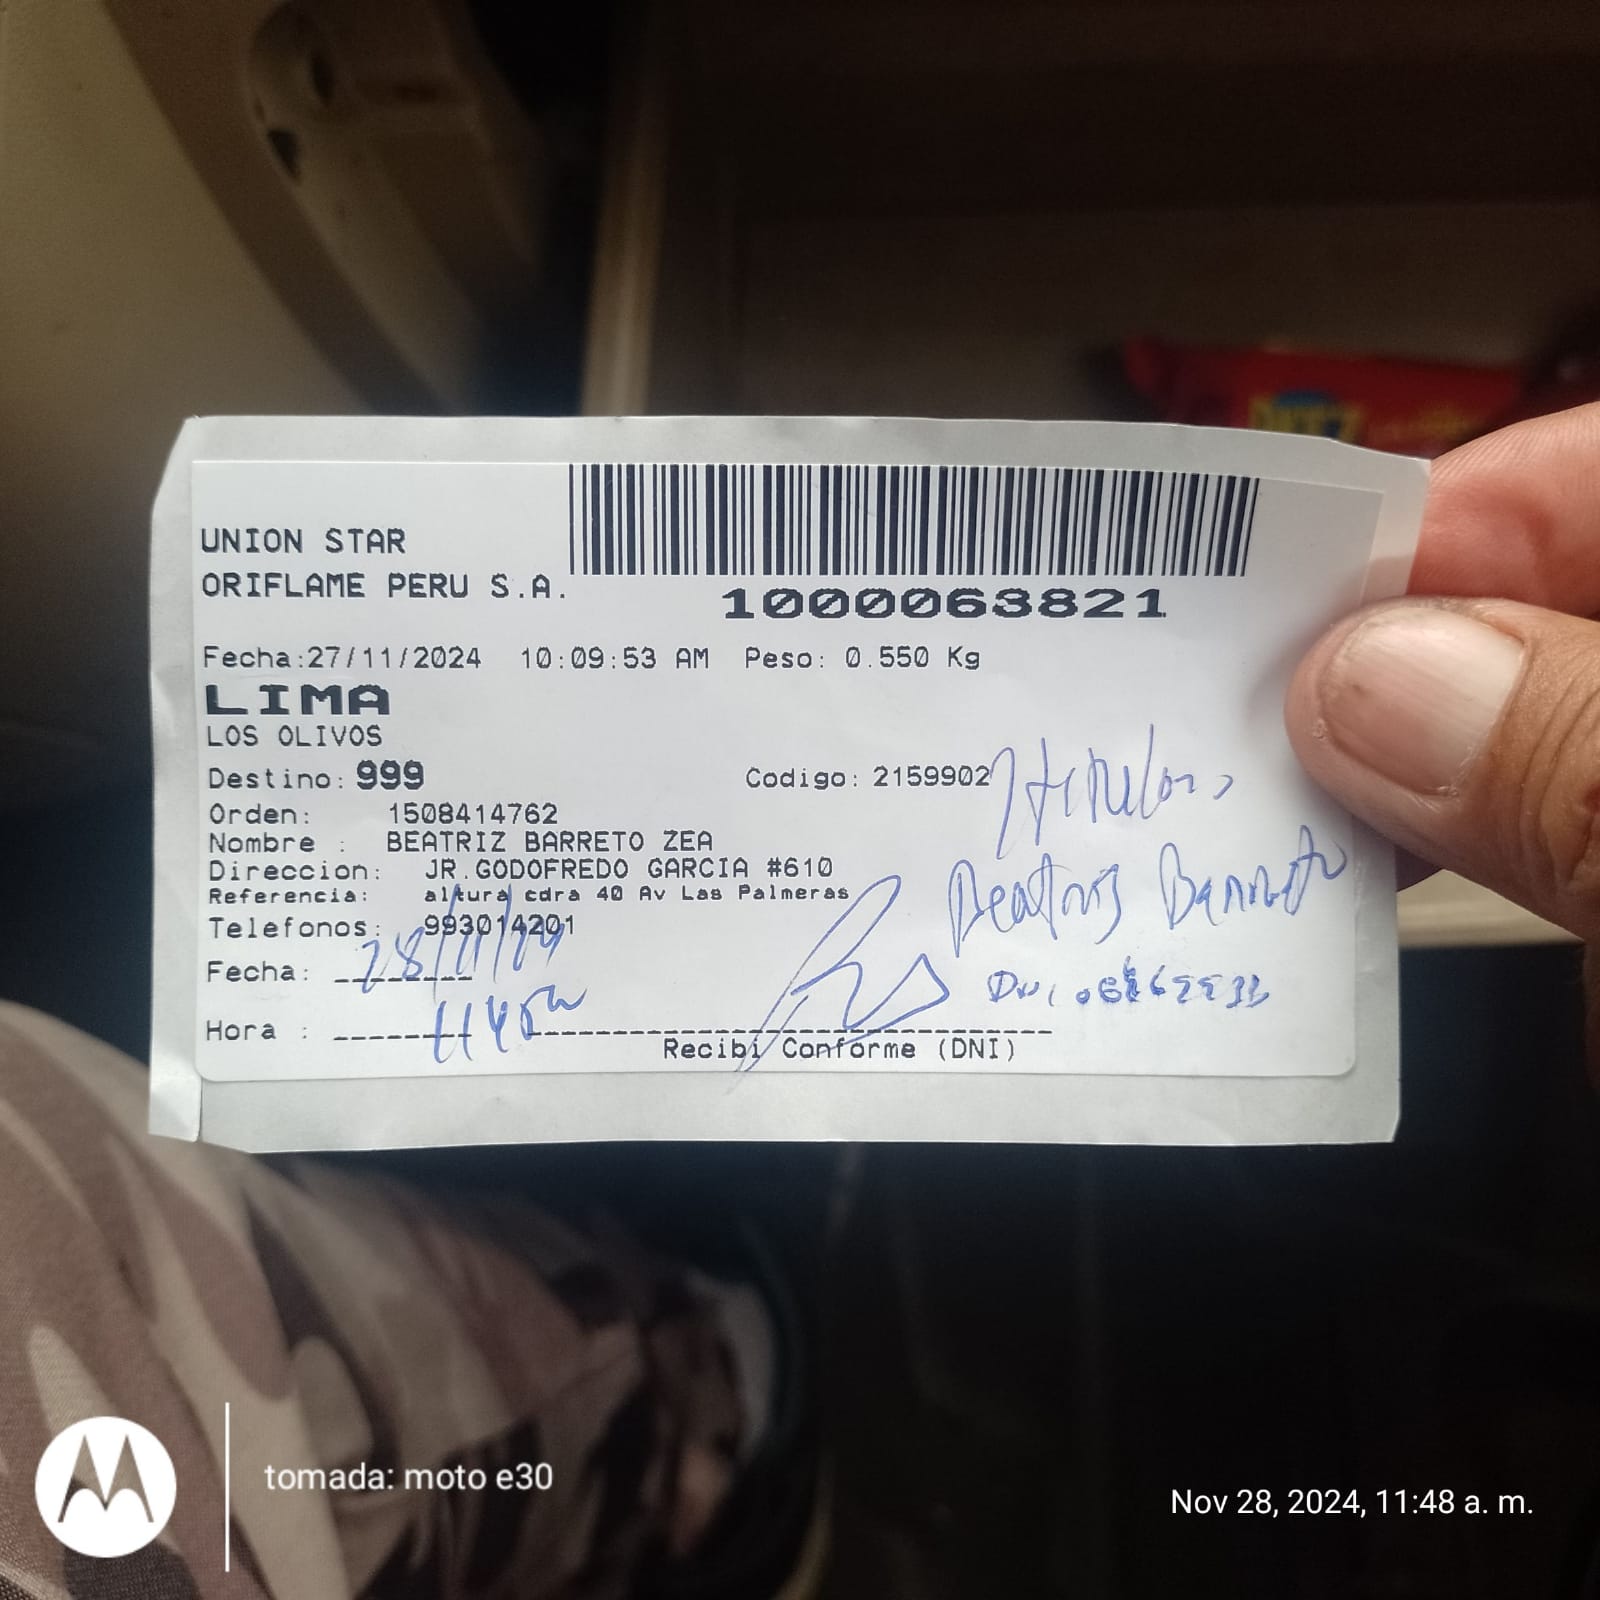 UNION STAR
ORIFLAME PERU S.A.
1000063821
Fecha:27/11/2024 10:09:53 AM Peso: 0.550 Kg
LIMA
LOS OLIVOS
Destino: 999 Codigo: 2159902
Orden: 1508414762
Nombre : BEATRIZ BARRETO ZEA
Direccion: JR.GODOFREDO GARCIA #610
Referencia: altura cdra 40 Av Las Palmeras
Telefonos: 993014201
Beatriz Barreto
Fecha: 28/11/24
Hora :
Recibi Conforme (DNI)
tomada: moto e30
Nov 28, 2024, 11:48 a. m.